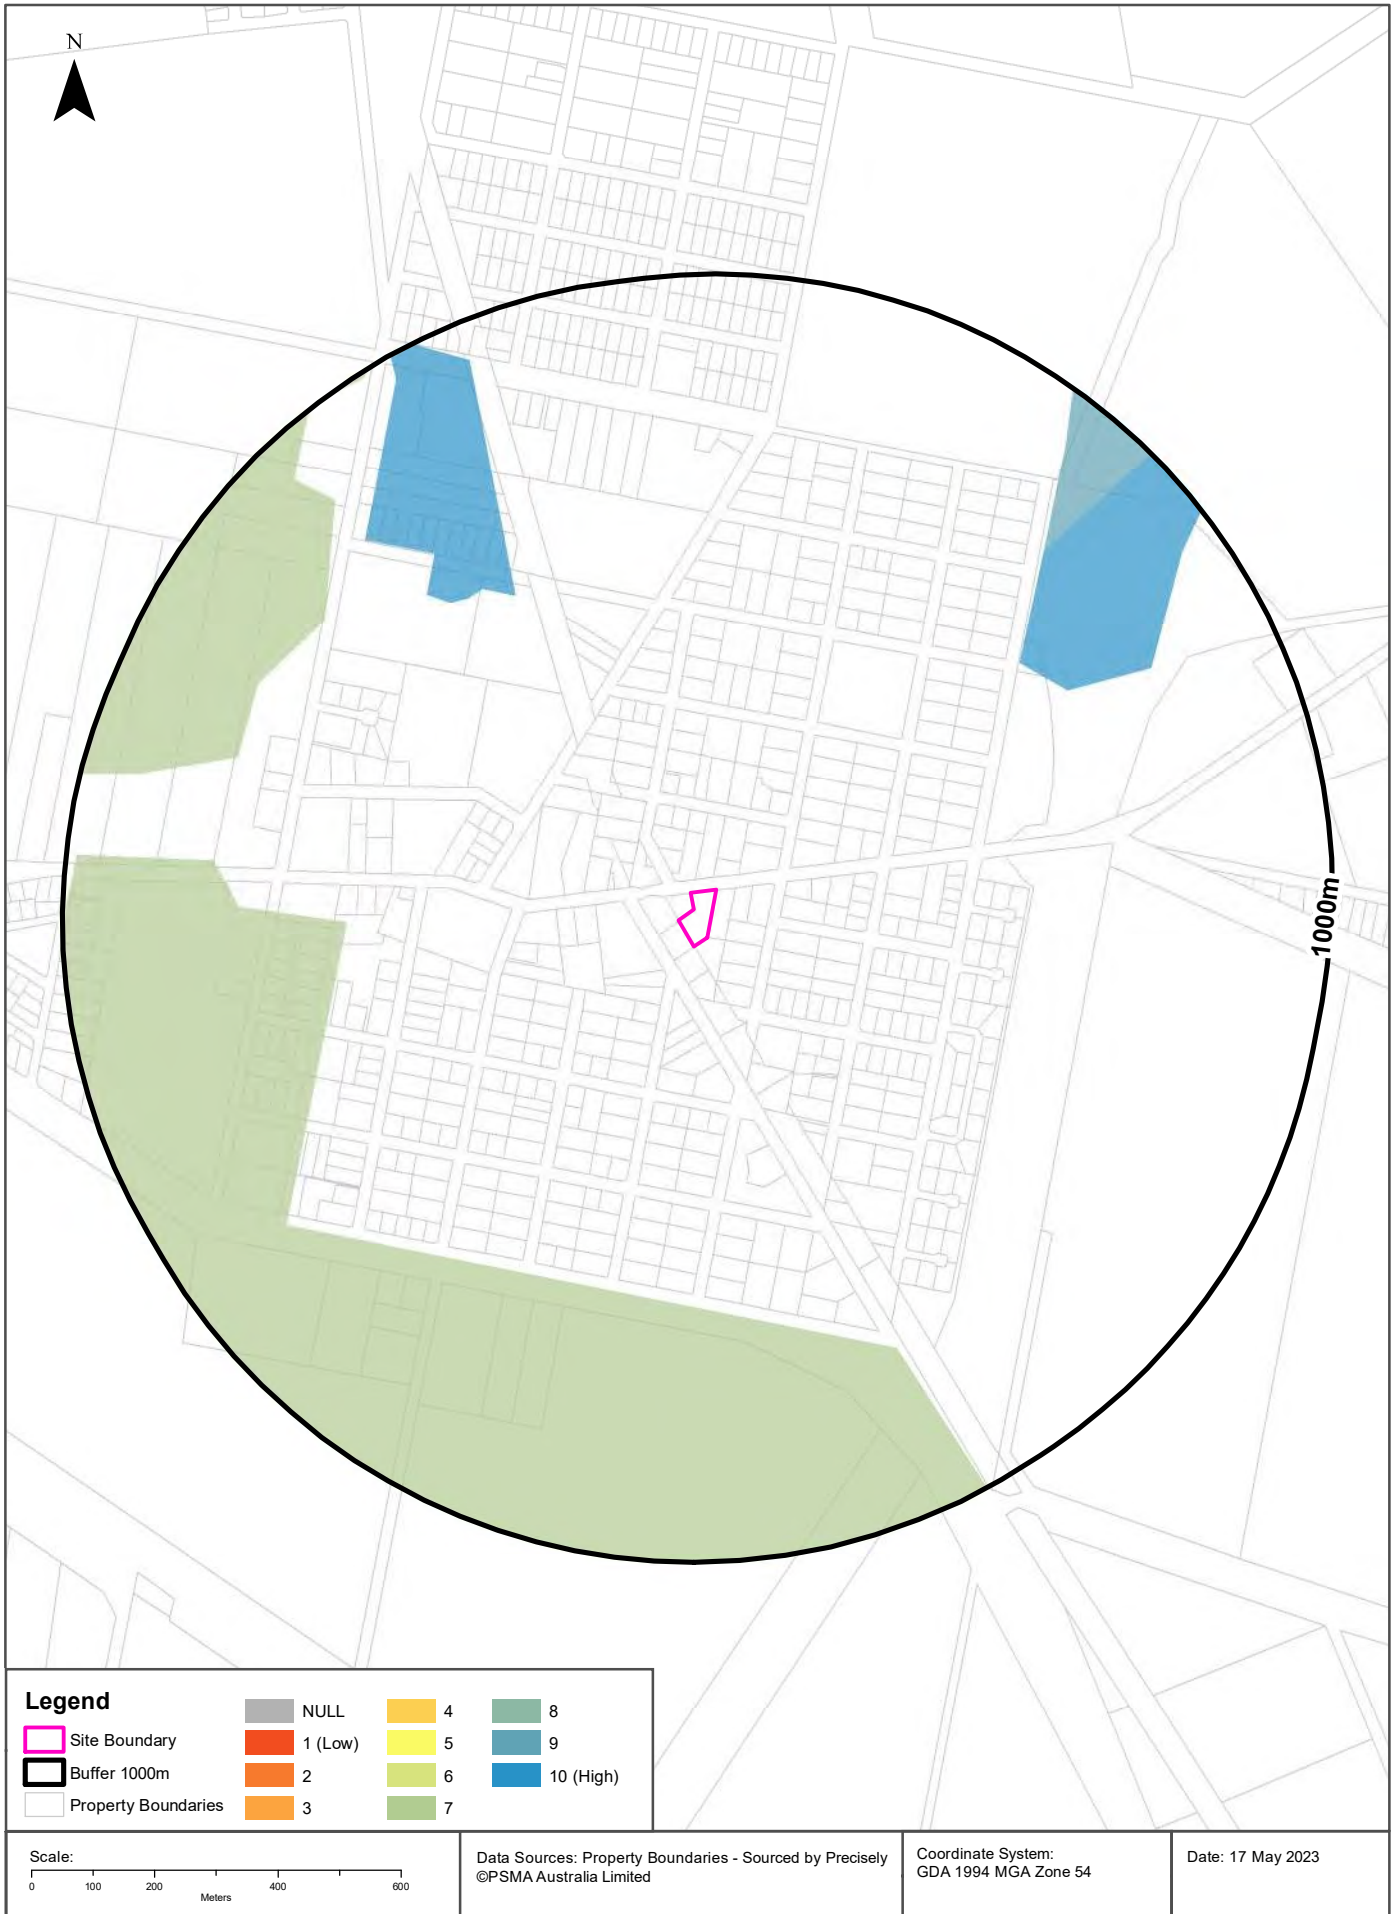 N
1000m
Legend
Site Boundary
Buffer 1000m
Property Boundaries
NULL
1 (Low)
2
3
4
5
6
7
8
9
10 (High)
Scale:
0 100 200 400 600
Meters
Data Sources: Property Boundaries - Sourced by Precisely
©PSMA Australia Limited
Coordinate System:
GDA 1994 MGA Zone 54
Date: 17 May 2023